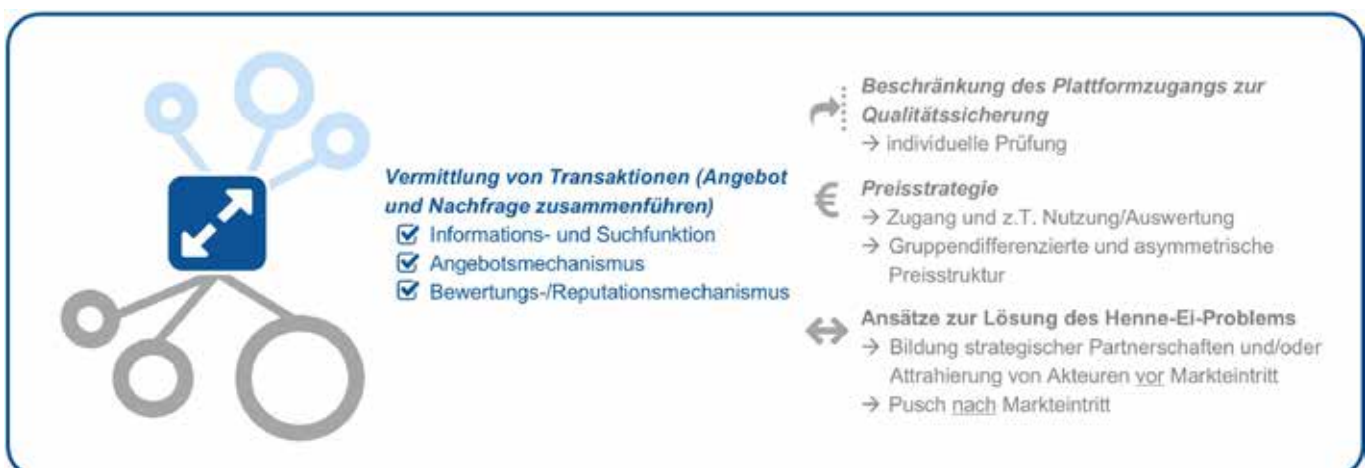 Vermittlung von Transaktionen (Angebot
und Nachfrage zusammenführen)
Informations- und Suchfunktion
Angebotsmechanismus
Bewertungs-/Reputationsmechanismus
Beschränkung des Plattformzugangs zur
Qualitätssicherung
→ individuelle Prüfung
€ Preisstrategie
→ Zugang und z.T. Nutzung/Auswertung
→ Gruppendifferenzierte und asymmetrische
Preisstruktur
Ansätze zur Lösung des Henne-Ei-Problems
→ Bildung strategischer Partnerschaften und/oder
Attrahierung von Akteuren vor Markteintritt
→ Pusch nach Markteintritt